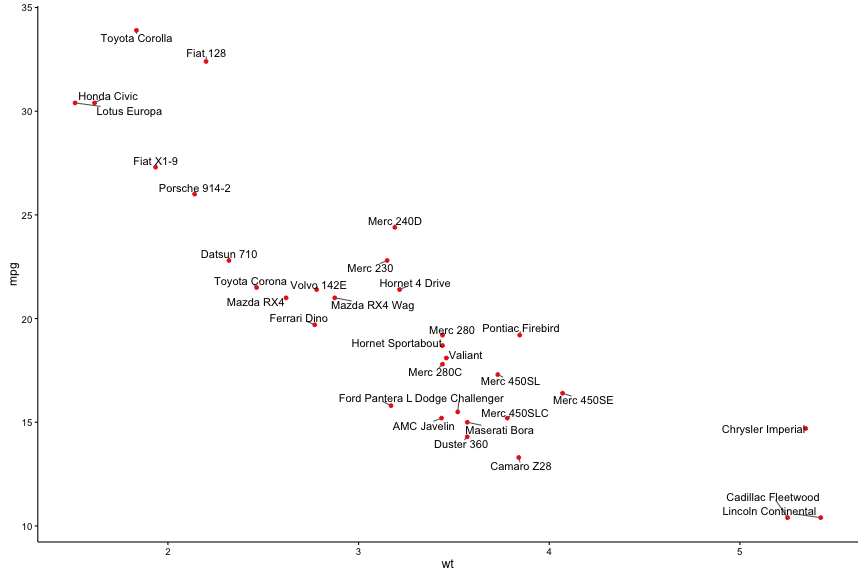 35
Toyota Corolla
Fiat 128
30
Honda Civic
Lotus Europa
Fiat X1-9
Porsche 914-2
25
Merc 240D
Datsun 710
Merc 230
Toyota Corona
Volvo 142E
Hornet 4 Drive
Mazda RX4
Mazda RX4 Wag
mpg
20
Ferrari Dino
Merc 280
Pontiac Firebird
Hornet Sportabout
Valiant
Merc 280C
Merc 450SL
Ford Pantera L
Dodge Challenger
Merc 450SE
15
Merc 450SLC
AMC Javelin
Maserati Bora
Chrysler Imperial
Duster 360
Camaro Z28
Cadillac Fleetwood
Lincoln Continental
10
2
3
4
5
wt